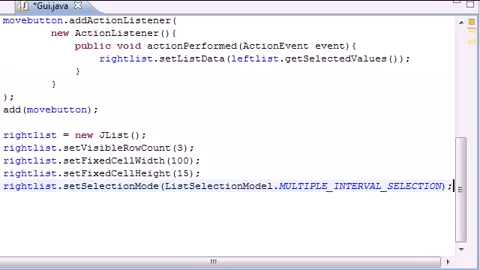 *Gui.java
movebutton.addActionListener(
new ActionListener(){
public void actionPerformed(ActionEvent event){
rightlist.setListData(leftlist.getSelectedValues());
}
}
);
add(movebutton);
rightlist = new JList();
rightlist.setVisibleRowCount(3);
rightlist.setFixedCellWidth(100);
rightlist.setFixedCellHeight(15);
rightlist.setSelectionMode(ListSelectionModel.MULTIPLE_INTERVAL_SELECTION);